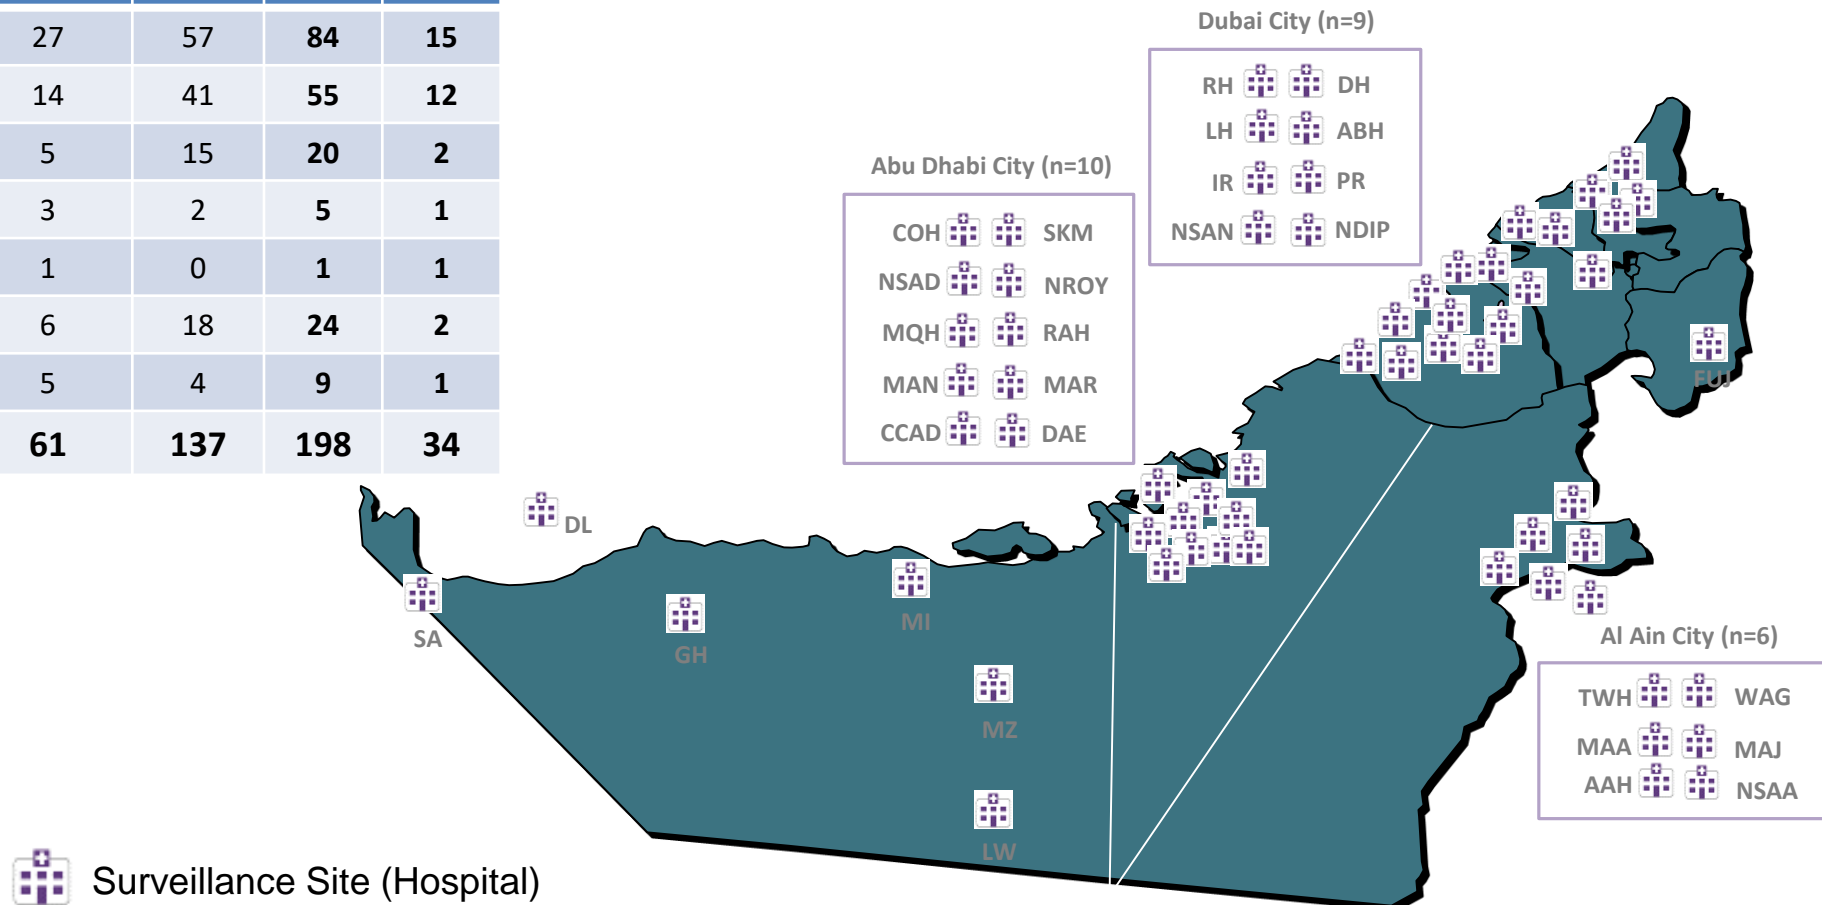 27 57 84 15
14 41 55 12
5 15 20 2
3 2 5 1
1 0 1 1
6 18 24 2
5 4 9 1
61 137 198 34
Dubai City (n=9)
RH DH
LH ABH
IR PR
NSAN NDIP
Abu Dhabi City (n=10)
COH SKM
NSAD NROY
MQH RAH
MAN MAR
CCAD DAE
FUJ
DL
SA
GH
MI
MZ
LW
Al Ain City (n=6)
TWH WAG
MAA MAJ
AAH NSAA
Surveillance Site (Hospital)